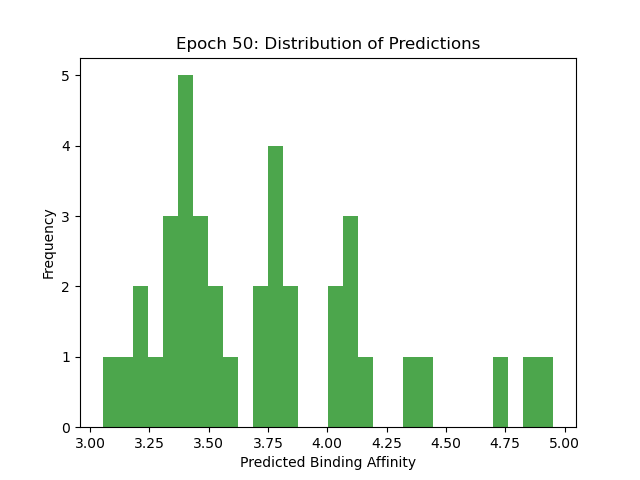 Epoch 50: Distribution of Predictions
Frequency
5
4
3
2
1
0
3.00 3.25 3.50 3.75 4.00 4.25 4.50 4.75 5.00
Predicted Binding Affinity